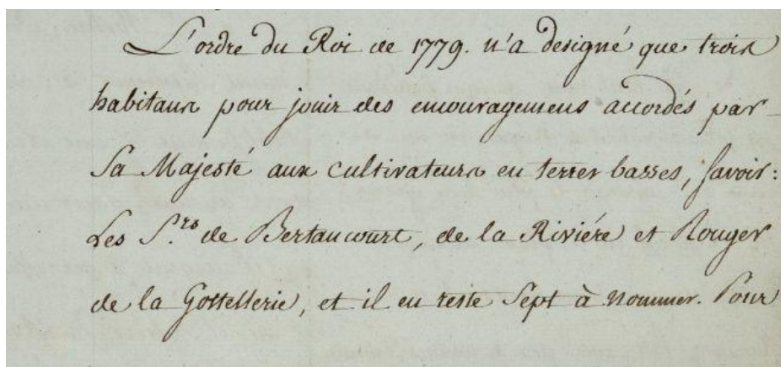 L'ordre du Roi de 1779. n'a designé que trois
habitans pour jouir des encouragemens accordés par
Sa Majesté aux cultivateurs en terres basses, savoir:
Les S.rs de Bertaucourt, de la Riviére et Rouger
de la Gottellerie, et il en reste Sept à nommer. Pour